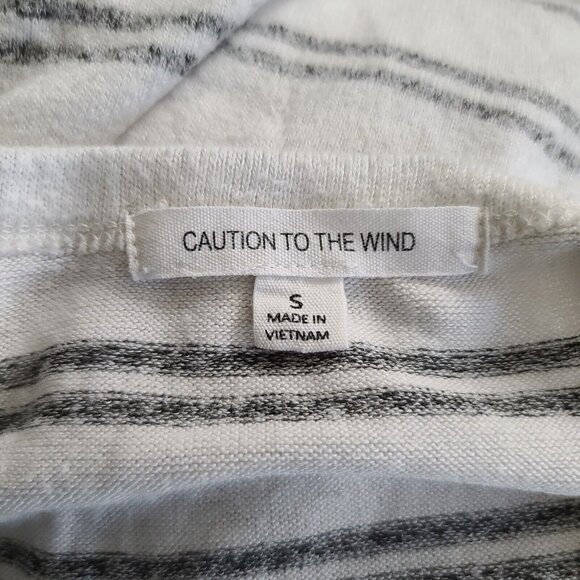 CAUTION TO THE WIND
S
MADE IN
VIETNAM